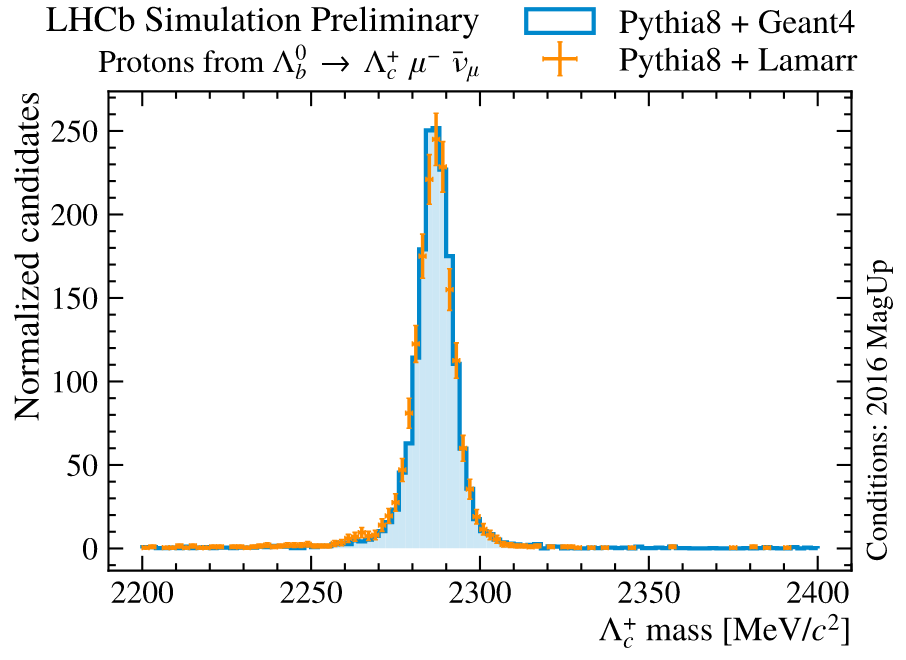 LHCb Simulation Preliminary
Protons from Λ_b^0 → Λ_c^+ μ^- ν̄_μ
Pythia8 + Geant4
Pythia8 + Lamarr
Normalized candidates
250
200
150
100
50
0
2200
2250
2300
2350
2400
Λ_c^+ mass [MeV/c^2]
Conditions: 2016 MagUp